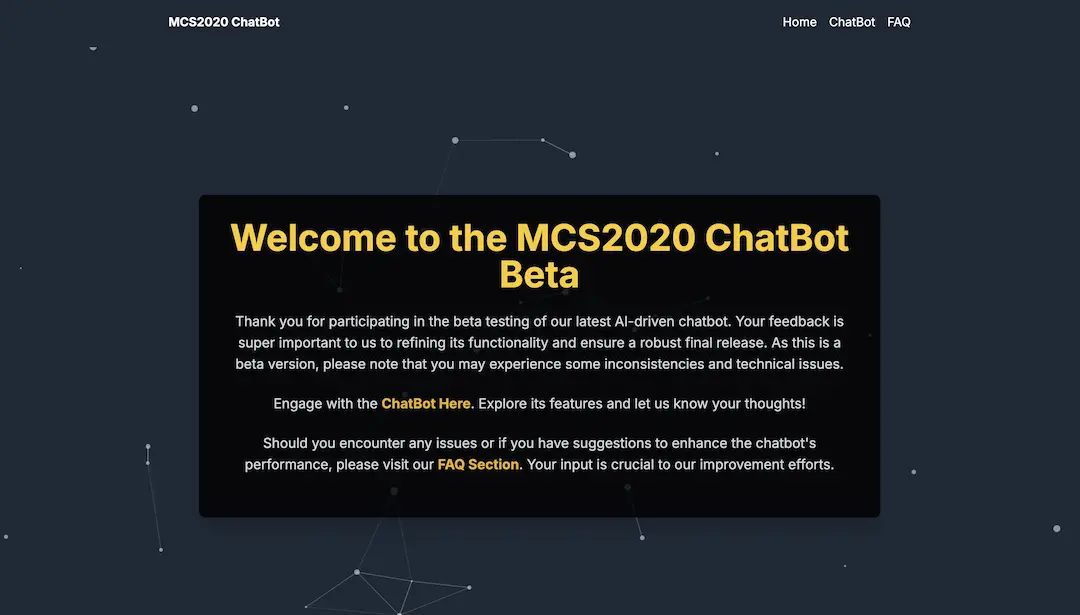 MCS2020 ChatBot
Home ChatBot FAQ
Welcome to the MCS2020 ChatBot
Beta
Thank you for participating in the beta testing of our latest AI-driven chatbot. Your feedback is
super important to us to refining its functionality and ensure a robust final release. As this is a
beta version, please note that you may experience some inconsistencies and technical issues.
Engage with the ChatBot Here. Explore its features and let us know your thoughts!
Should you encounter any issues or if you have suggestions to enhance the chatbot's
performance, please visit our FAQ Section. Your input is crucial to our improvement efforts.